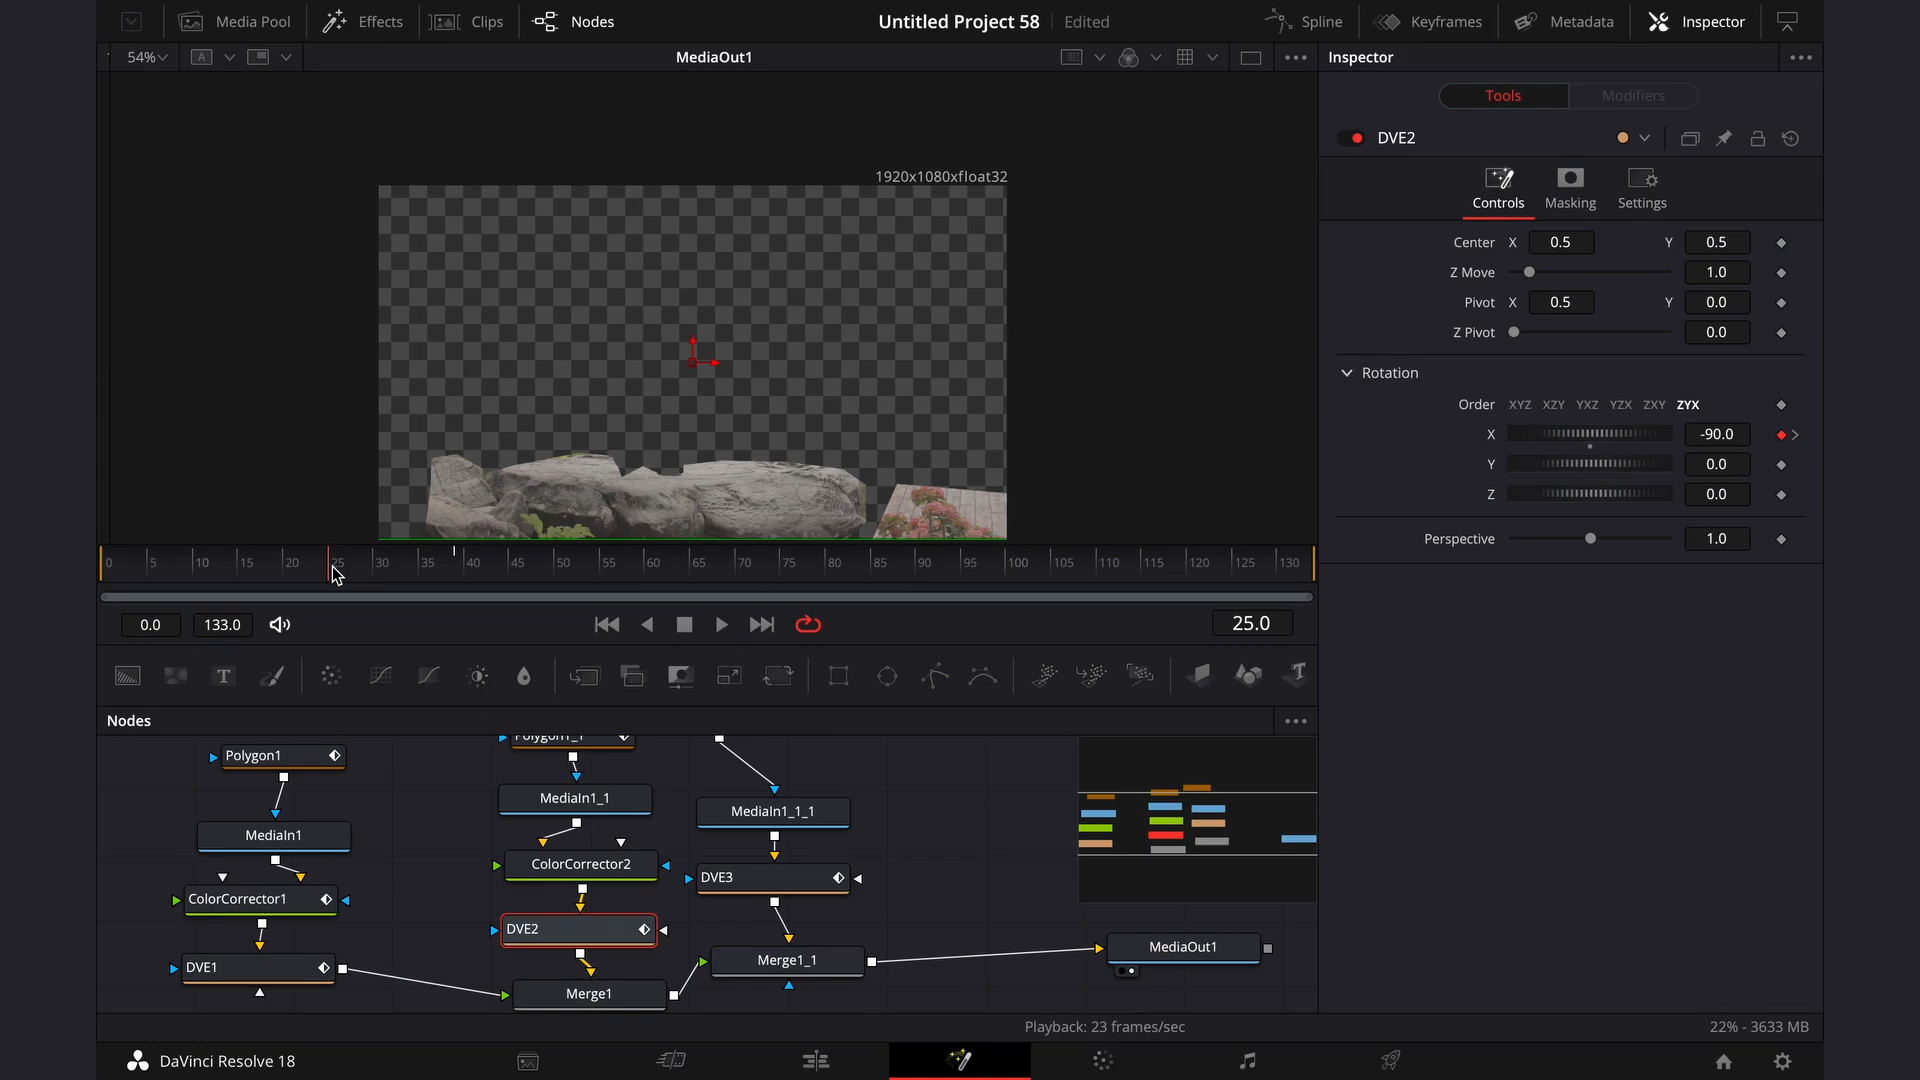 Media Pool
Effects
Clips
Nodes
Untitled Project 58
Edited
Spline
Keyframes
Metadata
Inspector
54%
A
MediaOut1
Inspector
Tools
Modifiers
DVE2
1920x1080xfloat32
Controls
Masking
Settings
Center X 0.5 Y 0.5
Z Move 1.0
Pivot X 0.5 Y 0.0
Z Pivot 0.0
Rotation
Order XYZ XZY YXZ YZX ZXY ZYX
X -90.0
Y 0.0
Z 0.0
Perspective 1.0
0 5 10 15 20 25 30 35 40 45 50 55 60 65 70 75 80 85 90 95 100 105 110 115 120 125 130
0.0
133.0
25.0
T
T
Nodes
Polygon1
Polygon1_1
MediaIn1_1
MediaIn1_1_1
MediaIn1
ColorCorrector2
DVE3
ColorCorrector1
DVE2
MediaOut1
DVE1
Merge1_1
Merge1
Playback: 23 frames/sec
22% - 3633 MB
DaVinci Resolve 18